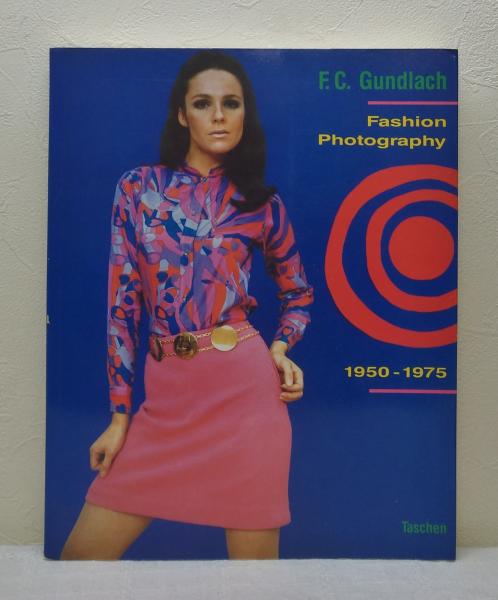 F. C. Gundlach
Fashion
Photography
1950 - 1975
Taschen